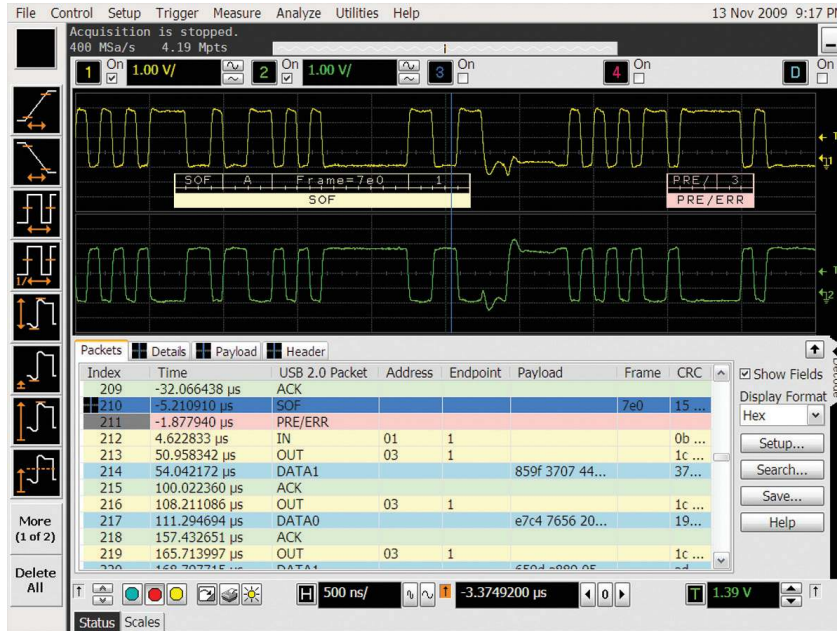 File Control Setup Trigger Measure Analyze Utilities Help 13 Nov 2009 9:17 P
Acquisition is stopped.
400 MSa/s 4.19 Mpts
1 On 1.00 V/ 2 On 1.00 V/ 3 On 4 On D On
SOF A Frame=7e0 1 PRE/ 3
SOF PRE/ERR
1/
More
(1 of 2)
Delete
All
Packets Details Payload Header
Index Time USB 2.0 Packet Address Endpoint Payload Frame CRC
209 -32.066438 µs ACK
210 -5.210910 µs SOF 7e0 15 ...
211 -1.877940 µs PRE/ERR
212 4.622833 µs IN 01 1 0b ...
213 50.958342 µs OUT 03 1 1c ...
214 54.042172 µs DATA1 859f 3707 44... 37...
215 100.022360 µs ACK
216 108.211086 µs OUT 03 1 1c ...
217 111.294694 µs DATA0 e7c4 7656 20... 19...
218 157.432651 µs ACK
219 165.713997 µs OUT 03 1 1c ...
Show Fields
Display Format
Hex
Setup...
Search...
Save...
Help
H 500 ns/ -3.3749200 µs 0 T 1.39 V
Status Scales